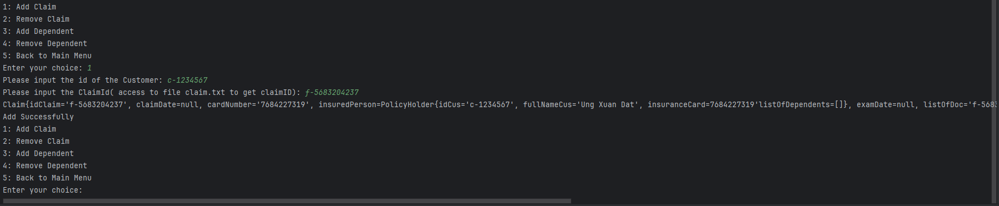 1: Add Claim
2: Remove Claim
3: Add Dependent
4: Remove Dependent
5: Back to Main Menu
Enter your choice: 1
Please input the id of the Customer: c-1234567
Please input the ClaimId( access to file claim.txt to get claimID): f-5683204237
Claim{idClaim='f-5683204237', claimDate=null, cardNumber='7684227319', insuredPerson=PolicyHolder{idCus='c-1234567', fullNameCus='Ung Xuan Dat', insuranceCard=7684227319'listOfDependents=[]}, examDate=null, listOfDoc='f-5683
Add Successfully
1: Add Claim
2: Remove Claim
3: Add Dependent
4: Remove Dependent
5: Back to Main Menu
Enter your choice: